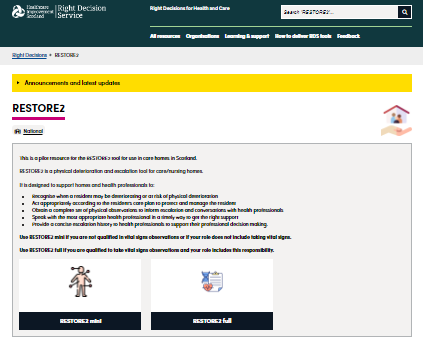 Healthcare
Improvement
Scotland
Right Decision
Service
Right Decisions for Health and Care
Search 'RESTORE2'...
All resources Organisations Learning & support How to deliver RDS tools Feedback
Right Decisions RESTORE2
Announcements and latest updates
RESTORE2
National
This is a pilot resource for the RESTORE2 tool for use in care homes in Scotland.
RESTORE2 is a physical deterioration and escalation tool for care/nursing homes.
It is designed to support homes and health professionals to:
• Recognise when a resident may be deteriorating or at risk of physical deterioration
• Act appropriately according to the resident's care plan to protect and manage the resident
• Obtain a complete set of physical observations to inform escalation and conversations with health professionals
• Speak with the most appropriate health professional in a timely way to get the right support
• Provide a concise escalation history to health professionals to support their professional decision making.
Use RESTORE2 mini if you are not qualified in vital signs observations or if your role does not include taking vital signs.
Use RESTORE2 full if you are qualified to take vital signs observations and your role includes this responsibility.
RESTORE2 mini RESTORE2 full